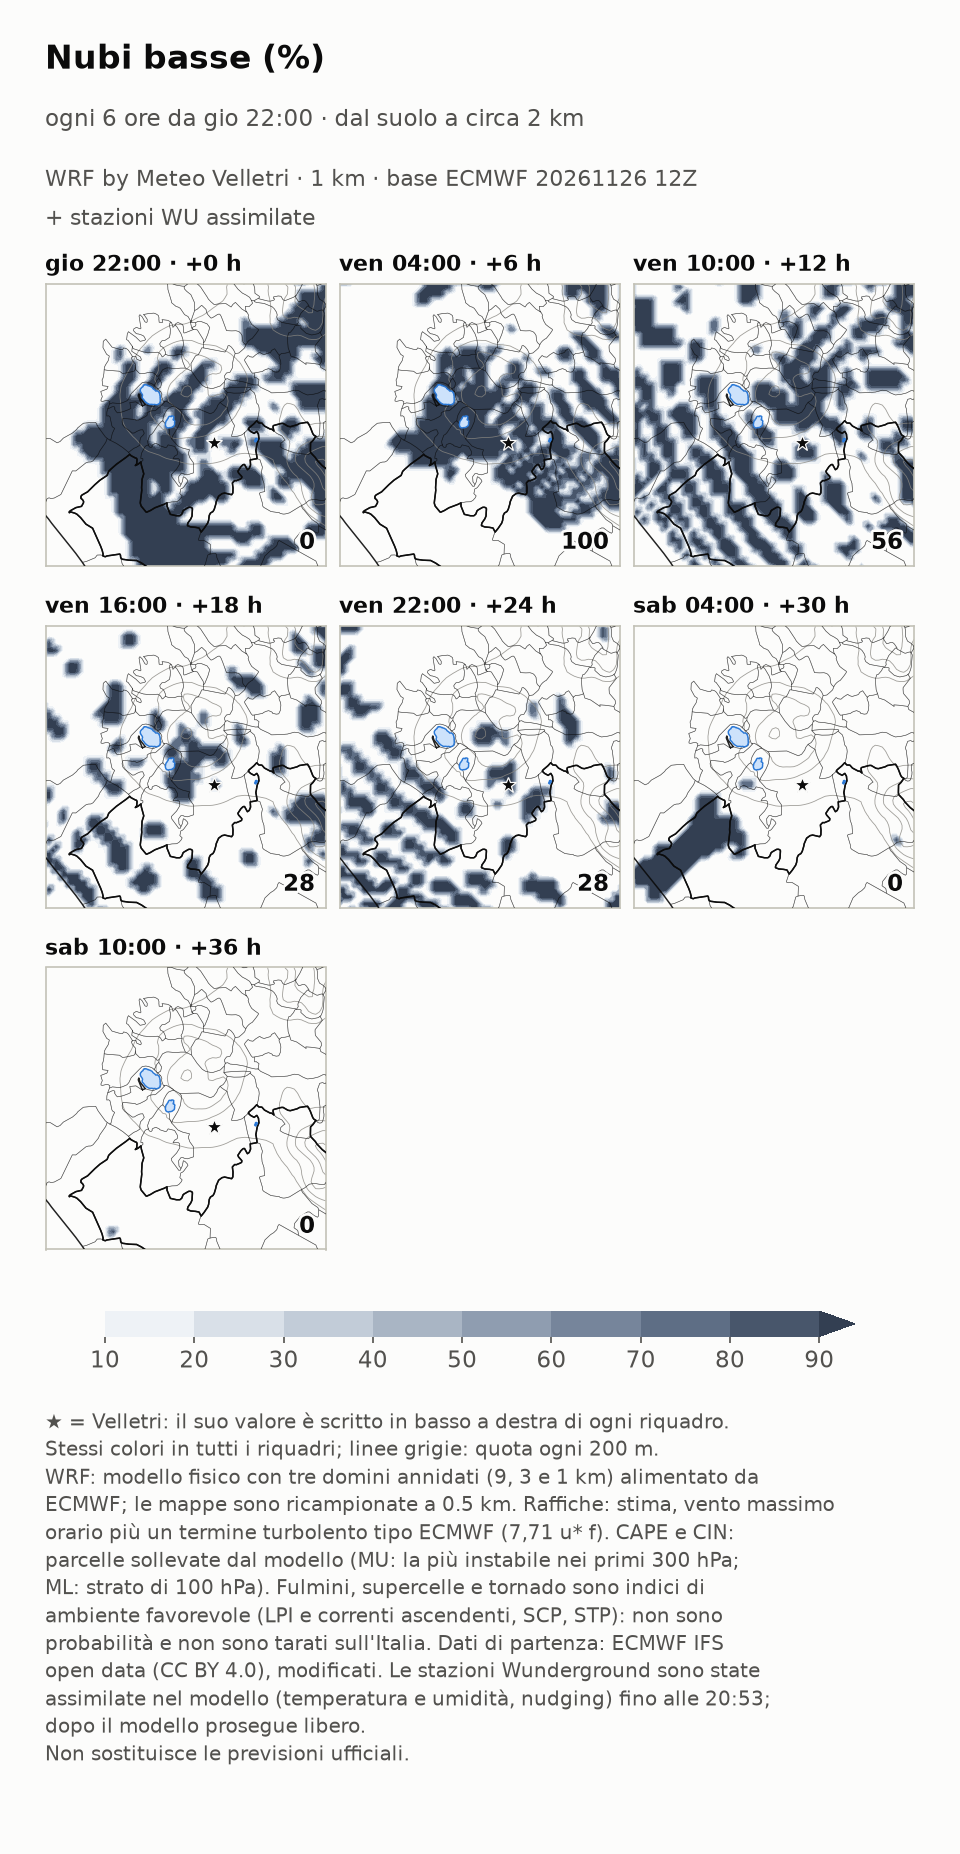 Nubi basse (%)
ogni 6 ore da gio 22:00 · dal suolo a circa 2 km
WRF by Meteo Velletri · 1 km · base ECMWF 20261126 12Z
+ stazioni WU assimilate
gio 22:00 · +0 h
ven 04:00 · +6 h
ven 10:00 · +12 h
0
100
56
ven 16:00 · +18 h
ven 22:00 · +24 h
sab 04:00 · +30 h
28
28
0
sab 10:00 · +36 h
0
10 20 30 40 50 60 70 80 90
★ = Velletri: il suo valore è scritto in basso a destra di ogni riquadro.
Stessi colori in tutti i riquadri; linee grigie: quota ogni 200 m.
WRF: modello fisico con tre domini annidati (9, 3 e 1 km) alimentato da
ECMWF; le mappe sono ricampionate a 0.5 km. Raffiche: stima, vento massimo
orario più un termine turbolento tipo ECMWF (7,71 u* f). CAPE e CIN:
parcelle sollevate dal modello (MU: la più instabile nei primi 300 hPa;
ML: strato di 100 hPa). Fulmini, supercelle e tornado sono indici di
ambiente favorevole (LPI e correnti ascendenti, SCP, STP): non sono
probabilità e non sono tarati sull'Italia. Dati di partenza: ECMWF IFS
open data (CC BY 4.0), modificati. Le stazioni Wunderground sono state
assimilate nel modello (temperatura e umidità, nudging) fino alle 20:53;
dopo il modello prosegue libero.
Non sostituisce le previsioni ufficiali.